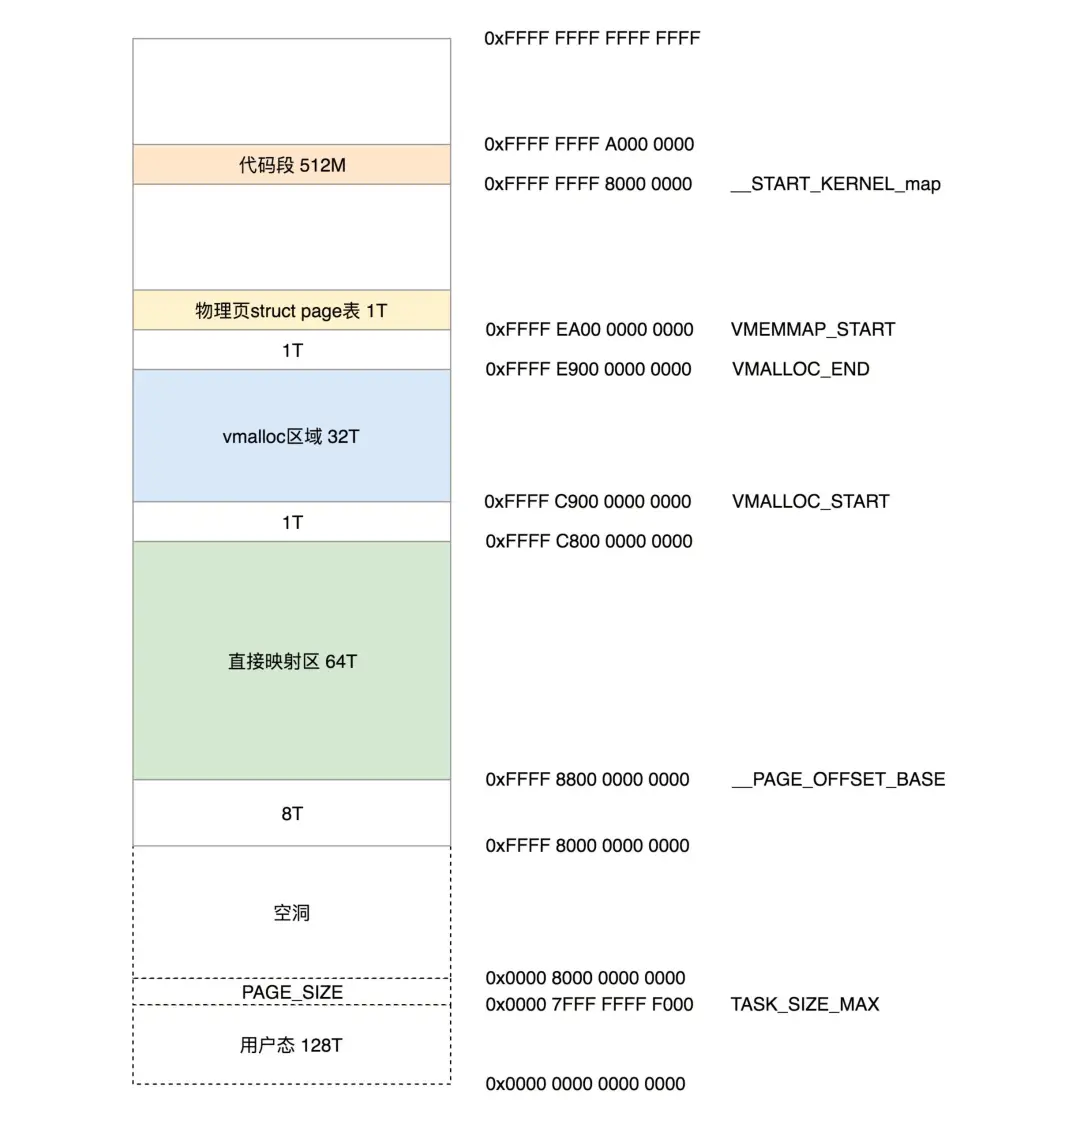 0xFFFF FFFF FFFF FFFF
0xFFFF FFFF A000 0000
代码段 512M
0xFFFF FFFF 8000 0000 __START_KERNEL_map
物理页struct page表 1T
0xFFFF EA00 0000 0000 VMEMMAP_START
1T
0xFFFF E900 0000 0000 VMALLOC_END
vmalloc区域 32T
0xFFFF C900 0000 0000 VMALLOC_START
1T
0xFFFF C800 0000 0000
直接映射区 64T
0xFFFF 8800 0000 0000 __PAGE_OFFSET_BASE
8T
0xFFFF 8000 0000 0000
空洞
0x0000 8000 0000 0000
PAGE_SIZE
0x0000 7FFF FFFF F000 TASK_SIZE_MAX
用户态 128T
0x0000 0000 0000 0000